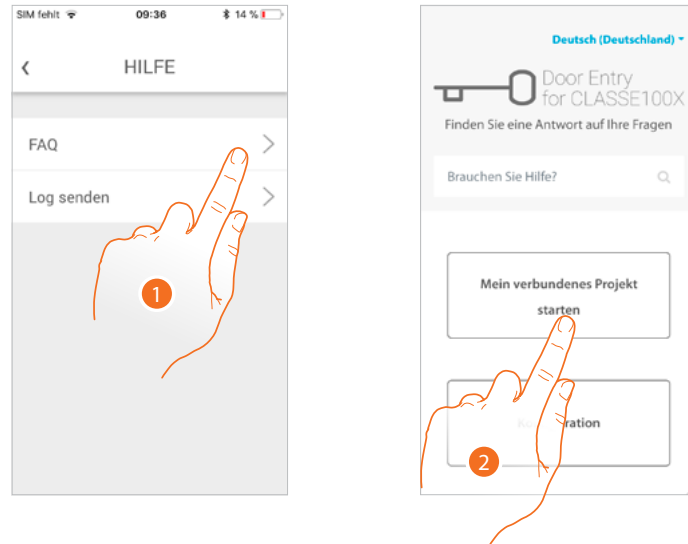 SIM fehlt 09:36 14 %
HILFE
FAQ
Log senden
1
Deutsch (Deutschland)
Door Entry
for CLASSE100X
Finden Sie eine Antwort auf Ihre Fragen
Brauchen Sie Hilfe?
Mein verbundenes Projekt
starten
2